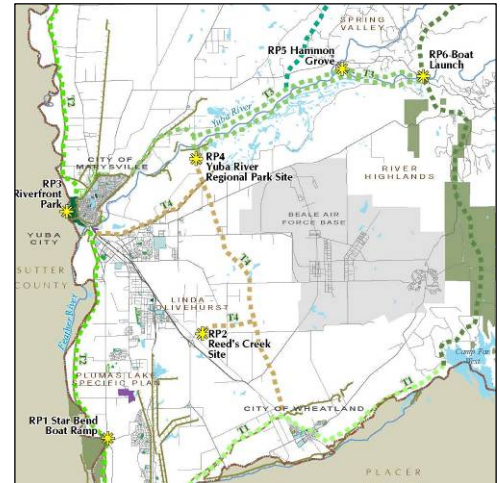 SPRING
VALLEY
RP5 Hammon
Grove
RP6 Boat
Launch
T3
T3
T2
Yuba River
CITY OF
MARYSVILLE
RP4
Yuba River
Regional Park Site
RIVER
HIGHLANDS
RP3
Riverfront
Park
T4
YUBA
CITY
BEALE AIR
FORCE BASE
SUTTER
COUNTY
T4
Feather River
LINDA
OLIVEHURST
T4
RP2
Reed's Creek
Site
T2
Camp Far
West
PLUMAS LAKE
SPECIFIC PLAN
T1
CITY OF WHEATLAND
RP1 Star Bend
Boat Ramp
T1
PLACER